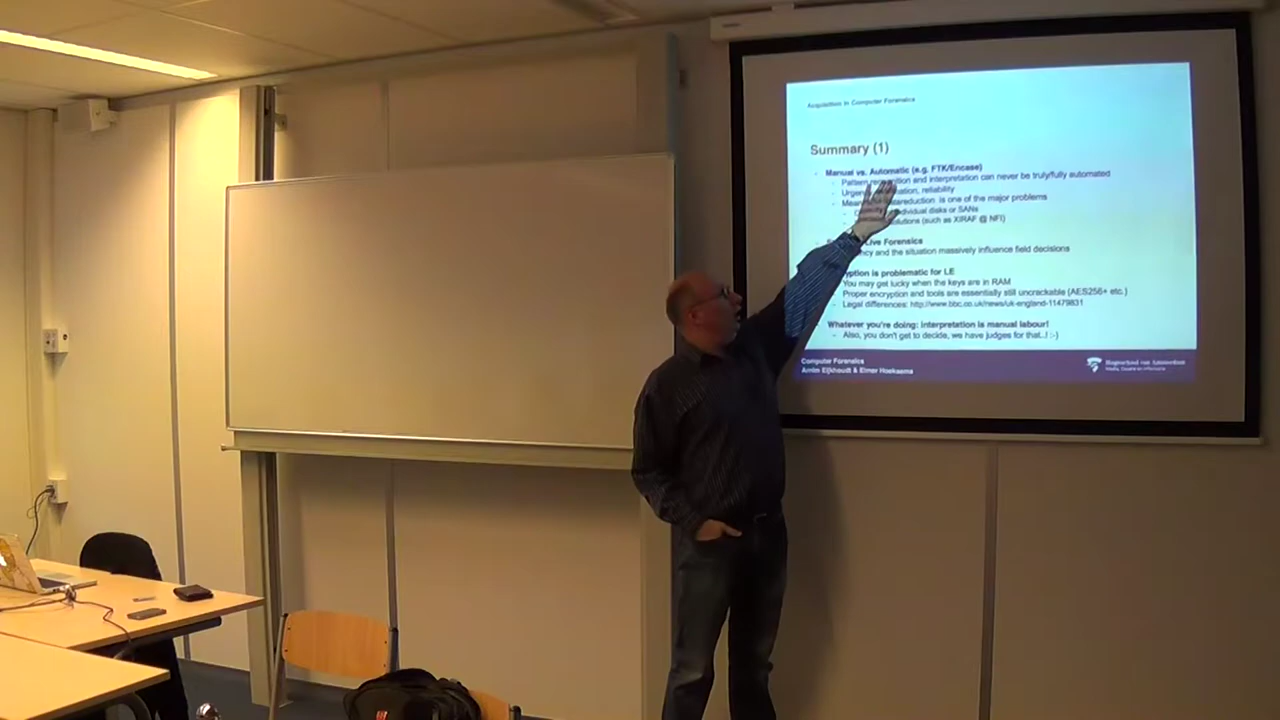 Acquisition in Computer Forensics
Summary (1)
Manual vs. Automatic (e.g. FTK/Encase)
Pattern and interpretation can never be truly/fully automated
reliability
is one of the major problems
individual disks or SANs
(such as XIRAF @ NFI)
Live Forensics
and the situation massively influence field decisions
is problematic for LE
You may get lucky when the keys are in RAM
Proper encryption and tools are essentially still uncrackable (AES256+ etc.)
Legal differences: http://www.bbc.co.uk/news/uk-england-11479831
Whatever you're doing: interpretation is manual labour!
Also, you don't get to decide, we have judges for that..! :-)
Computer Forensics
Arnim Eijkhoudt & Elmer Hoeksema
Hogeschool van Amsterdam